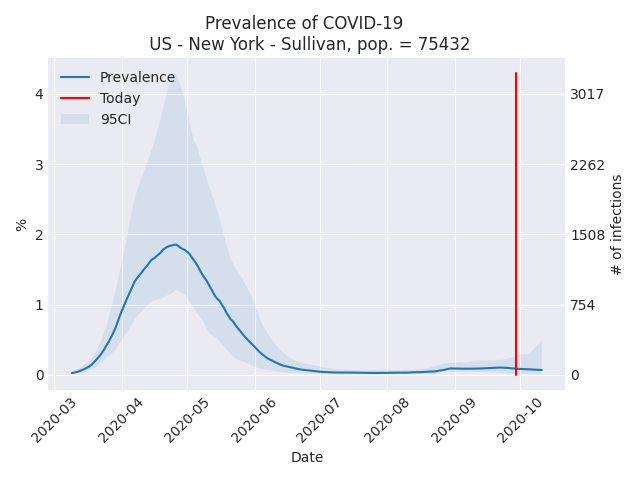 Prevalence of COVID-19
US - New York - Sullivan, pop. = 75432
Prevalence
Today
95CI
%
4
3
2
1
0
3017
2262
1508
754
0
# of infections
2020-03
2020-04
2020-05
2020-06
2020-07
2020-08
2020-09
2020-10
Date